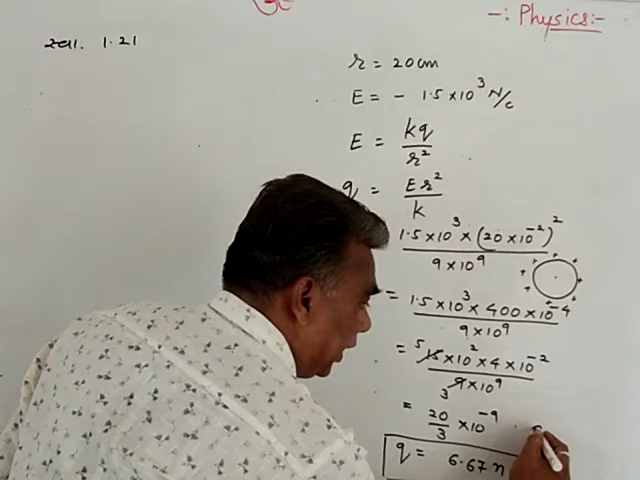 -: Physics:-
स्वा. 1.21
r = 20cm
E = - 1.5×10³ N/c
E = kq/r²
q = Er²/k
1.5×10³×(20×10⁻²)²/9×10⁹
= 1.5×10³×400×10⁻⁴/9×10⁹
= 5 15×10²×4×10⁻²/3 9×10⁹
= 20/3 ×10⁻⁹
q = 6.67 n